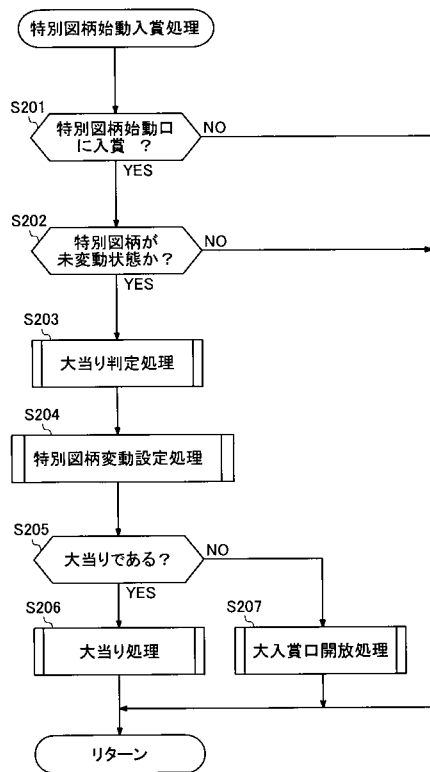 特別図柄始動入賞処理
S201
特別図柄始動口
に入賞 ?
NO
YES
S202
特別図柄が
未変動状態か?
NO
YES
S203
大当り判定処理
S204
特別図柄変動設定処理
S205
大当りである?
NO
YES
S206
大当り処理
S207
大入賞口開放処理
リターン